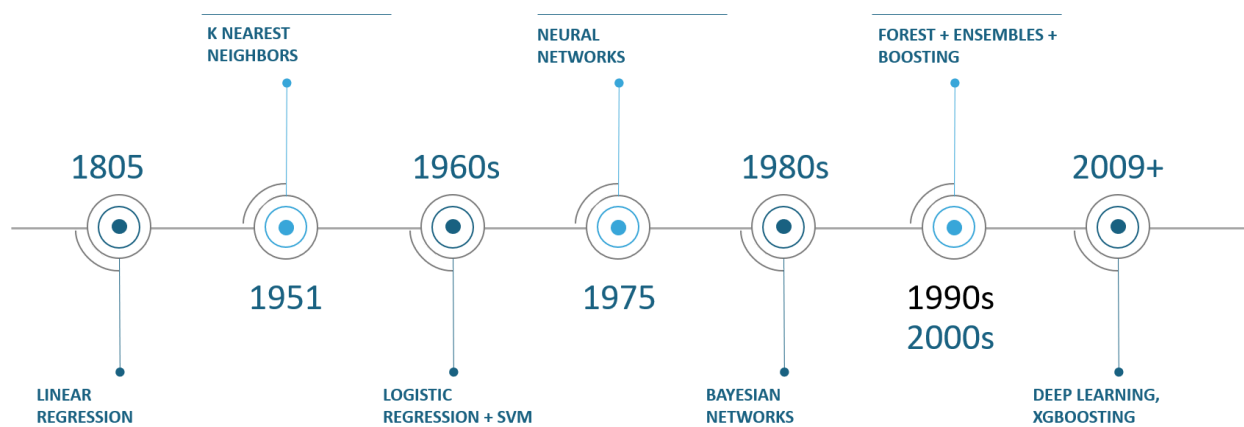 K NEAREST
NEIGHBORS
NEURAL
NETWORKS
FOREST + ENSEMBLES +
BOOSTING
1805
1960s
1980s
2009+
1951
1975
1990s
2000s
LINEAR
REGRESSION
LOGISTIC
REGRESSION + SVM
BAYESIAN
NETWORKS
DEEP LEARNING,
XGBOOSTING